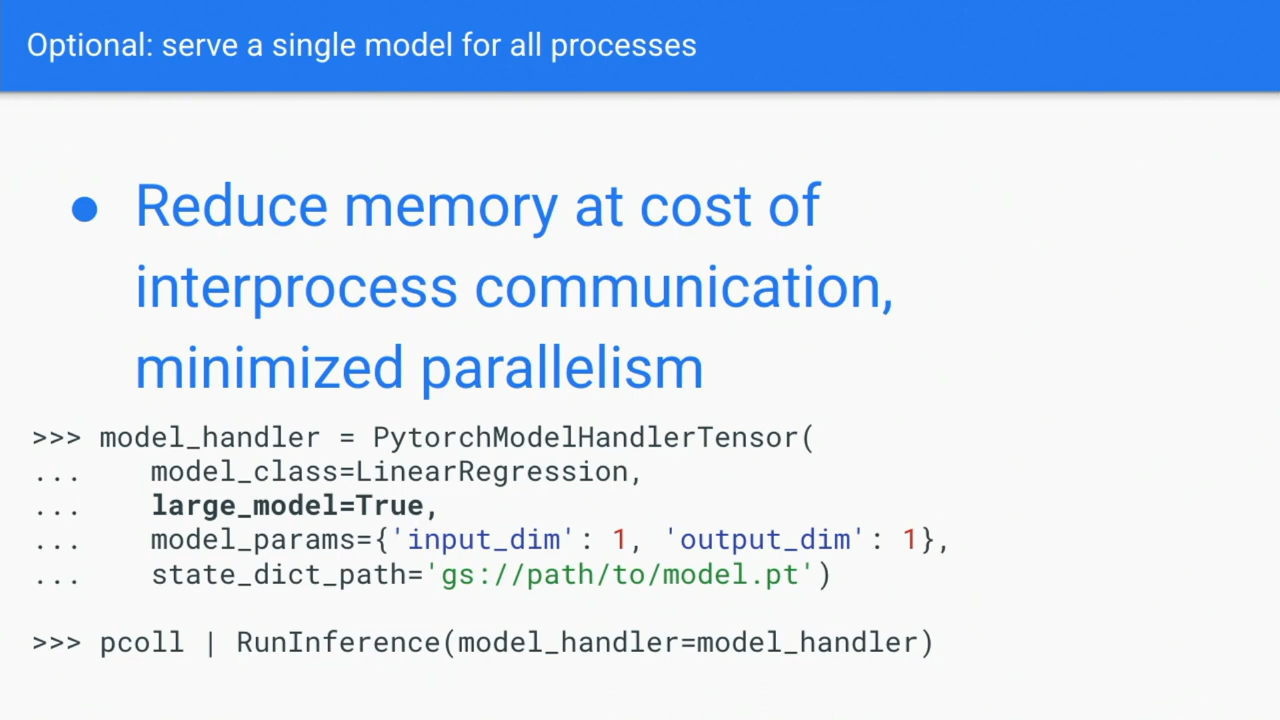 Optional: serve a single model for all processes
● Reduce memory at cost of
interprocess communication,
minimized parallelism
>>> model_handler = PytorchModelHandlerTensor(
...    model_class=LinearRegression,
...    large_model=True,
...    model_params={'input_dim': 1, 'output_dim': 1},
...    state_dict_path='gs://path/to/model.pt')
>>> pcoll | RunInference(model_handler=model_handler)